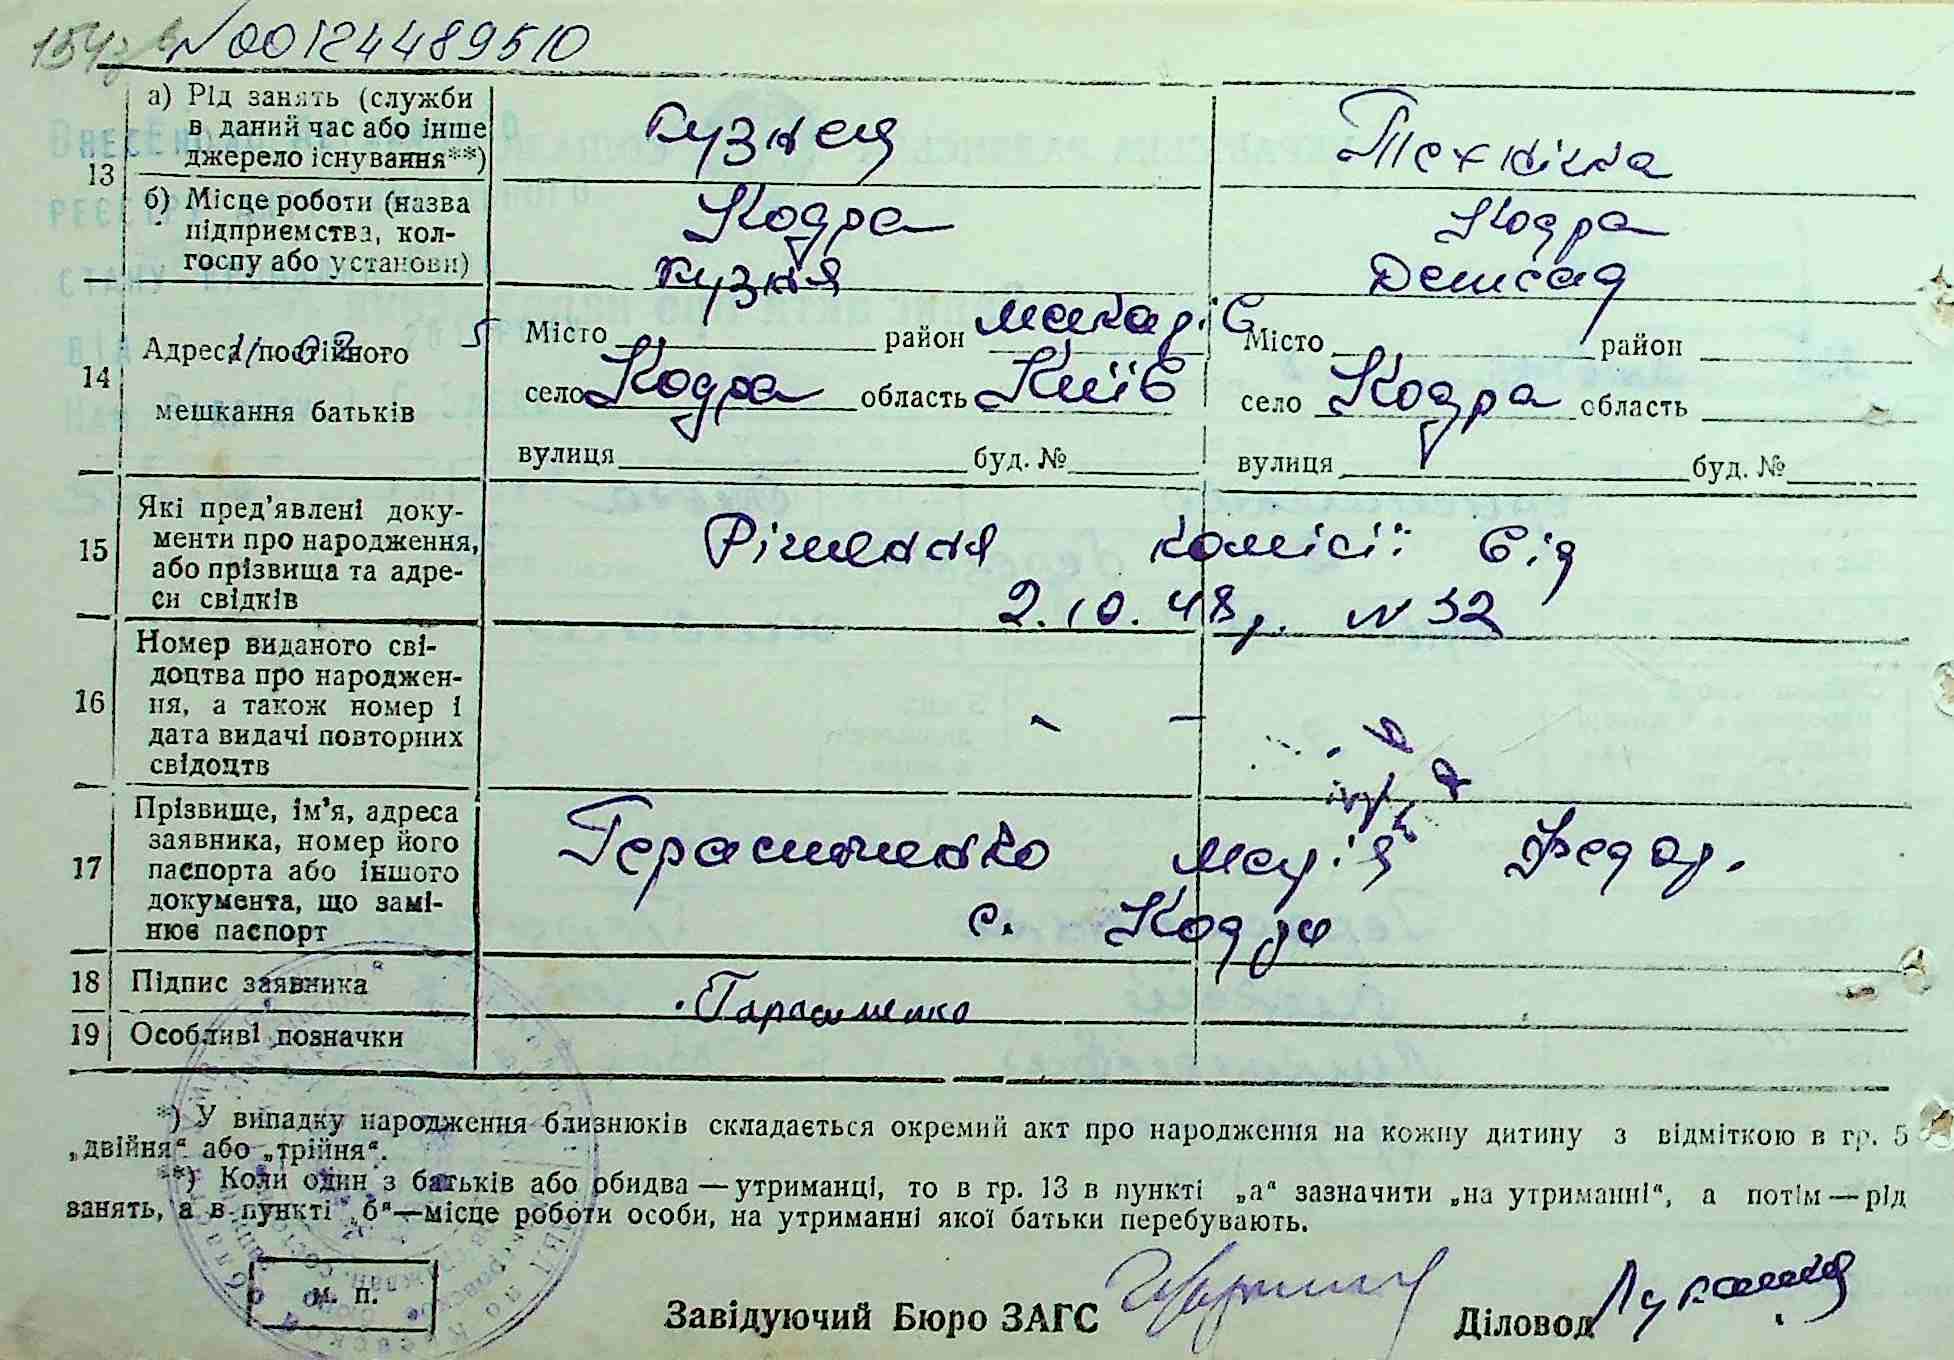 N 00124489510
13 а) Рід занять (служби в даний час або інше джерело існування**)
кузнец
Технічка
б) Місце роботи (назва підприємства, колгоспу або установи)
Кодра
кузня
Кодра
Детсад
14 Адреса постійного мешкання батьків
Місто район Макар. в
село Кодра область Київ
вулиця буд. №
Місто район
село Кодра область
вулиця буд. №
15 Які пред'явлені документи про народження, або прізвища та адреси свідків
Рішення комісії від
2.10.48р. N 32
16 Номер виданого свідоцтва про народження, а також номер і дата видачі повторних свідоцтв
— —
17 Прізвище, ім'я, адреса заявника, номер його паспорта або іншого документа, що замінює паспорт
Герасименко Марія Федор.
с. Кодра
18 Підпис заявника
Герасименко
19 Особливі позначки
*) У випадку народження близнюків складається окремий акт про народження на кожну дитину з відміткою в гр. 5
„двійня“ або „трійня“.
**) Коли один з батьків або обидва — утриманці, то в гр. 13 в пункті „а“ зазначити „на утриманні“, а потім — рід
занять, а в пункті „б“—місце роботи особи, на утриманні якої батьки перебувають.
м. п.
Завідуючий Бюро ЗАГС
Діловод